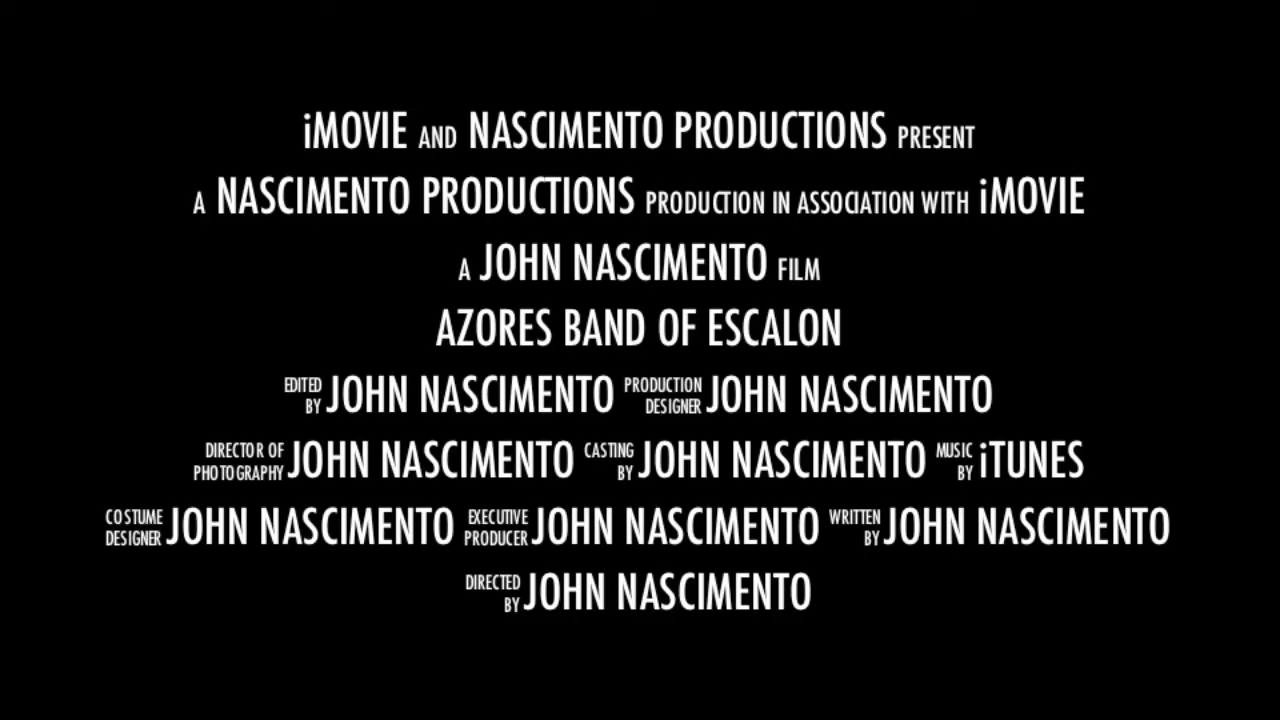 iMOVIE AND NASCIMENTO PRODUCTIONS PRESENT
A NASCIMENTO PRODUCTIONS PRODUCTION IN ASSOCIATION WITH iMOVIE
A JOHN NASCIMENTO FILM
AZORES BAND OF ESCALON
EDITED BY JOHN NASCIMENTO PRODUCTION DESIGNER JOHN NASCIMENTO
DIRECTOR OF PHOTOGRAPHY JOHN NASCIMENTO CASTING BY JOHN NASCIMENTO MUSIC BY iTUNES
COSTUME DESIGNER JOHN NASCIMENTO EXECUTIVE PRODUCER JOHN NASCIMENTO WRITTEN BY JOHN NASCIMENTO
DIRECTED BY JOHN NASCIMENTO